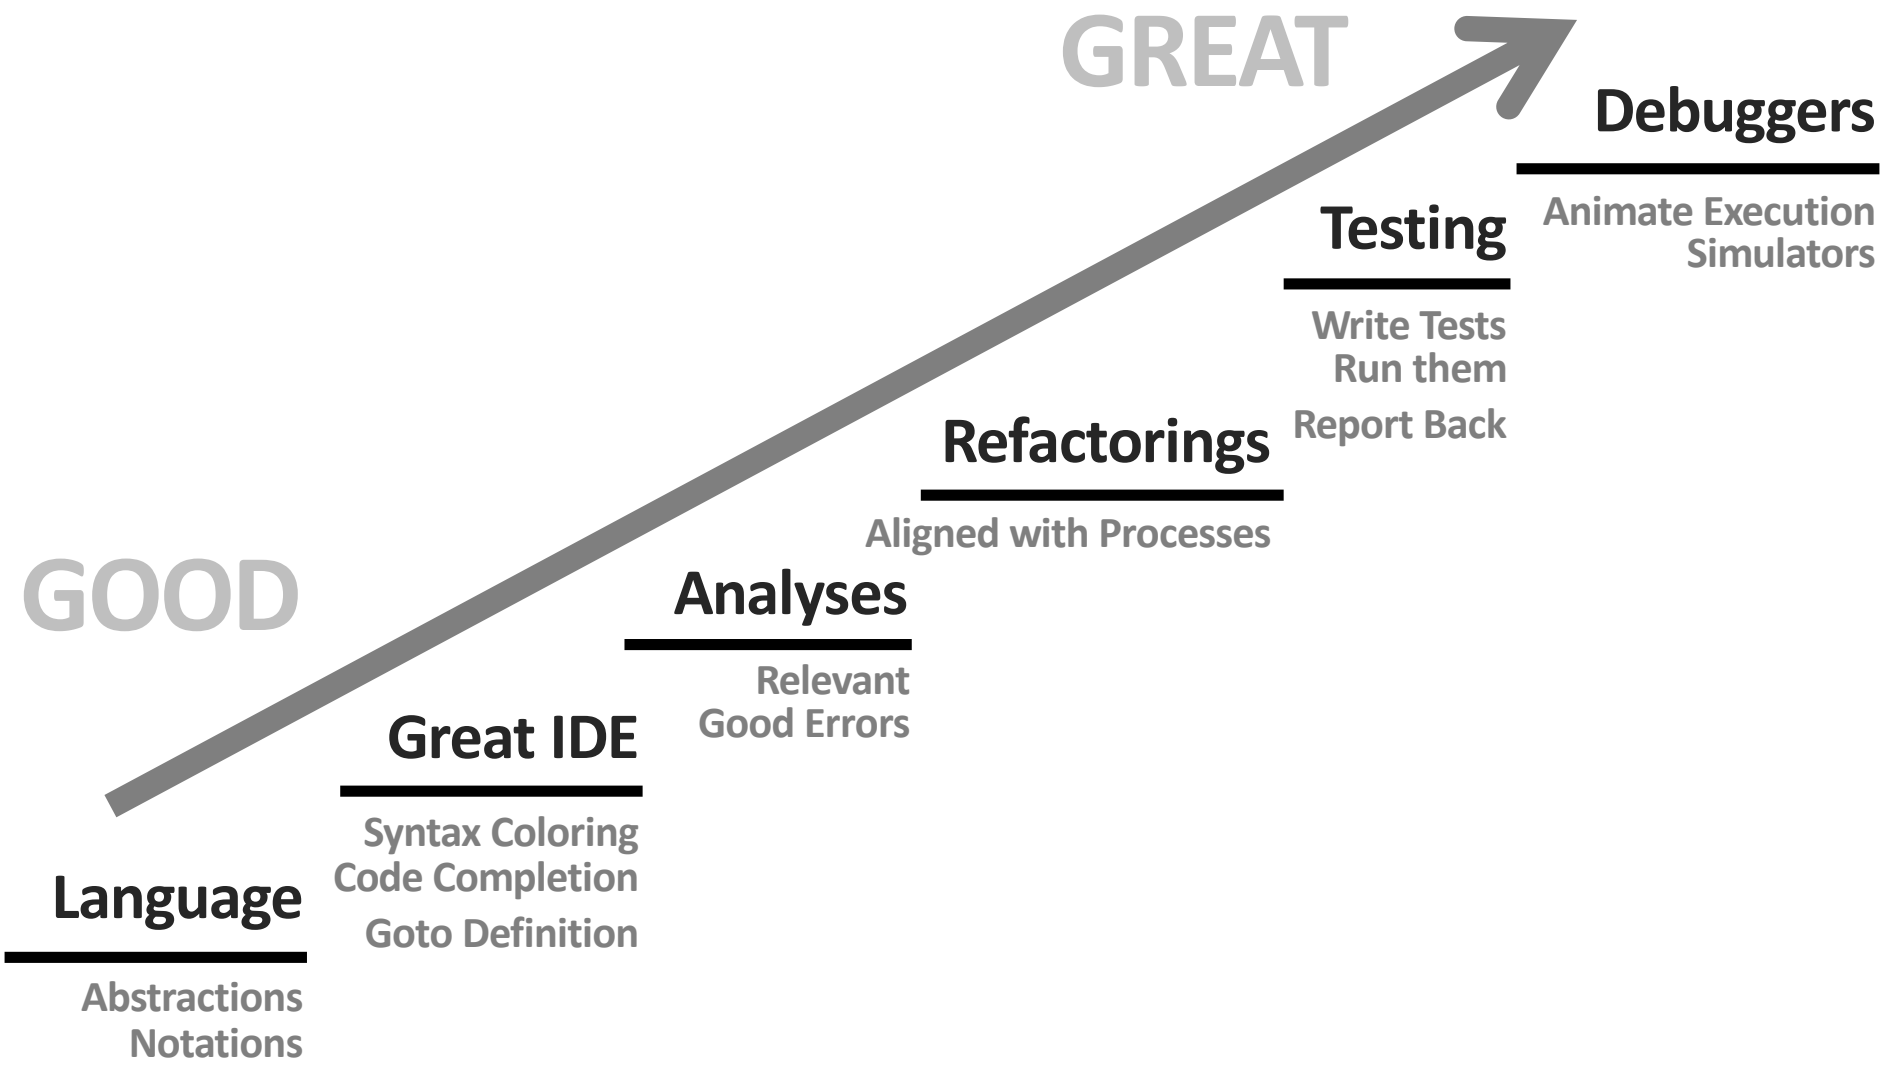 GREAT
Debuggers
Animate Execution
Simulators
Testing
Write Tests
Run them
Report Back
Refactorings
Aligned with Processes
GOOD
Analyses
Relevant
Good Errors
Great IDE
Syntax Coloring
Code Completion
Goto Definition
Language
Abstractions
Notations